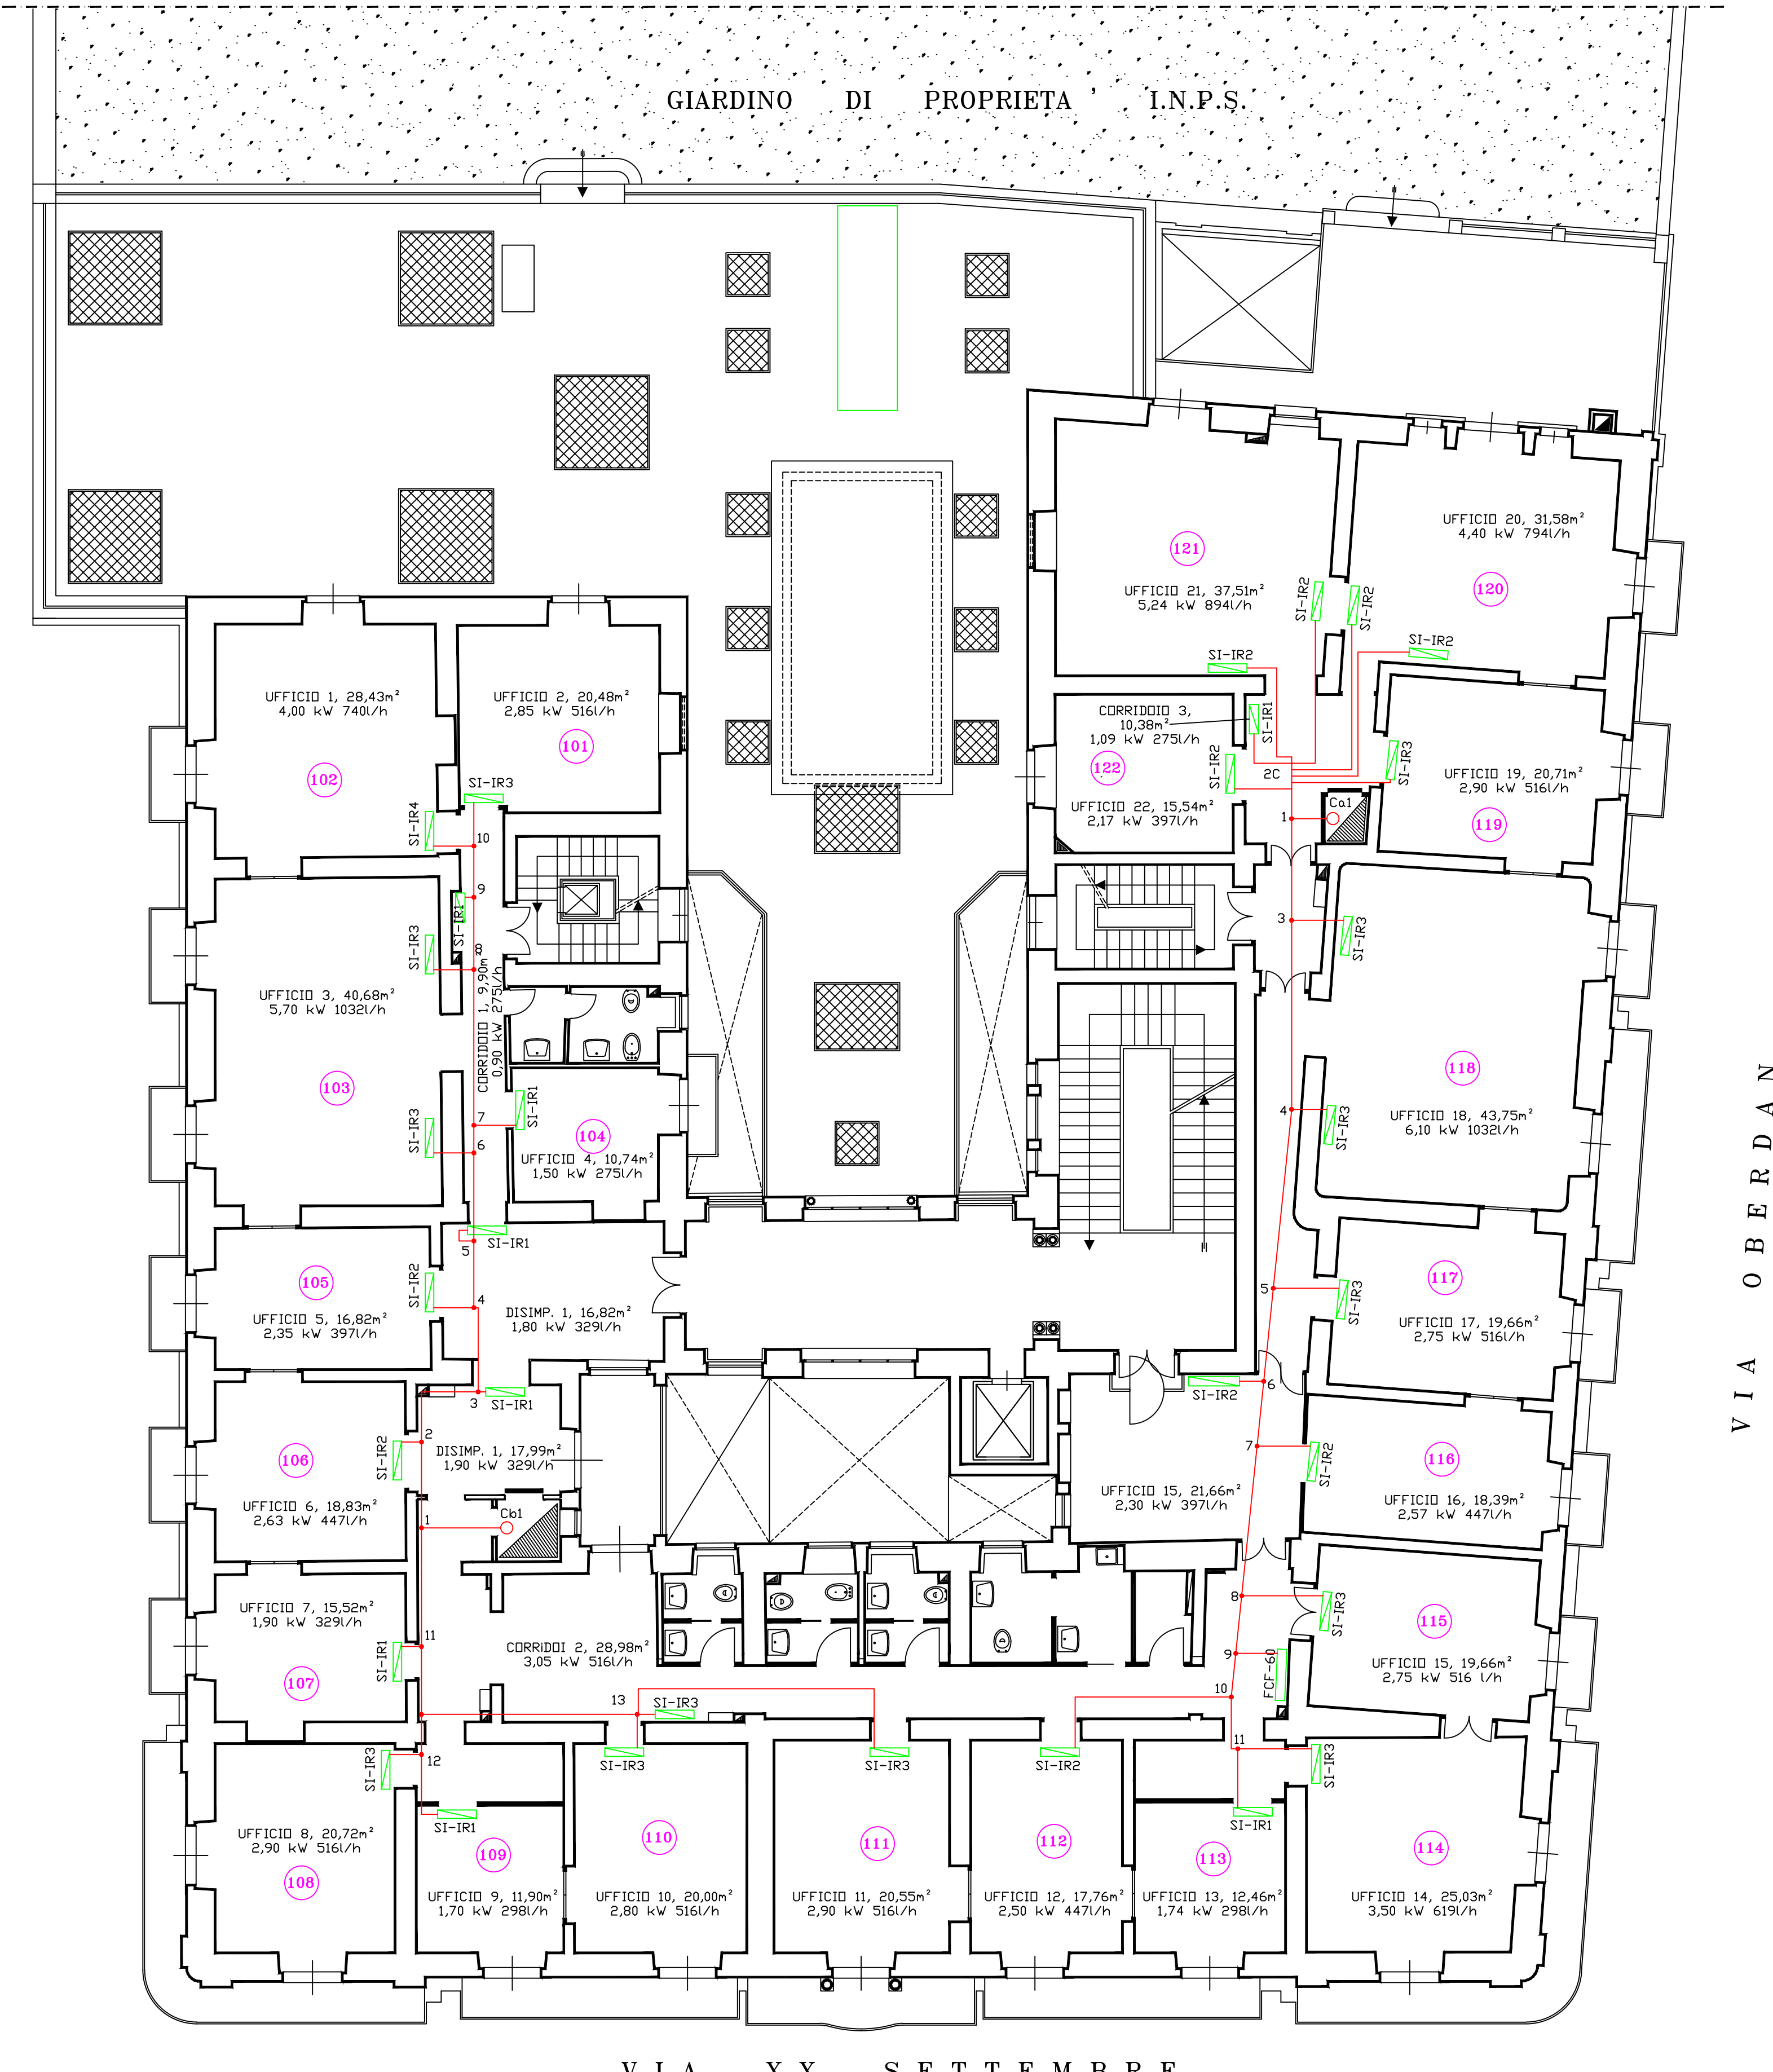 GIARDINO DI PROPRIETA' I.N.P.S.
UFFICIO 20, 31,58m²
4,40 kW 794l/h
121
120
UFFICIO 21, 37,51m²
5,24 kW 894l/h
SI-IR2
SI-IR2
SI-IR2
SI-IR2
UFFICIO 1, 28,43m²
4,00 kW 740l/h
UFFICIO 2, 20,48m²
2,85 kW 516l/h
102
101
CORRIDOIO 3,
10,38m²
1,09 kW 275l/h
SI-IR1
122
SI-IR2
2C
SI-IR3
UFFICIO 19, 20,71m²
2,90 kW 516l/h
119
UFFICIO 22, 15,54m²
2,17 kW 397l/h
1
Ca1
SI-IR3
SI-IR4
10
9
SI-IR1
8
SI-IR3
3
SI-IR3
UFFICIO 3, 40,68m²
5,70 kW 1032l/h
CORRIDOIO 1, 9,90m²
0,90 kW 275l/h
103
118
UFFICIO 18, 43,75m²
6,10 kW 1032l/h
4
SI-IR3
SI-IR3
7
6
SI-IR1
104
UFFICIO 4, 10,74m²
1,50 kW 275l/h
VIA OBERDAN
5
SI-IR1
105
SI-IR2
UFFICIO 5, 16,82m²
2,35 kW 397l/h
4
DISIMP. 1, 16,82m²
1,80 kW 329l/h
117
5
SI-IR3
UFFICIO 17, 19,66m²
2,75 kW 516l/h
3
SI-IR1
SI-IR2
6
106
SI-IR2
2
DISIMP. 1, 17,99m²
1,90 kW 329l/h
UFFICIO 6, 18,83m²
2,63 kW 447l/h
1
Cb1
7
SI-IR2
116
UFFICIO 15, 21,66m²
2,30 kW 397l/h
UFFICIO 16, 18,39m²
2,57 kW 447l/h
UFFICIO 7, 15,52m²
1,90 kW 329l/h
107
SI-IR1
11
CORRIDOI 2, 28,98m²
3,05 kW 516l/h
8
SI-IR3
115
UFFICIO 15, 19,66m²
2,75 kW 516 l/h
9
FCF-60
13
SI-IR3
10
11
12
SI-IR3
SI-IR3
SI-IR3
SI-IR2
SI-IR3
SI-IR1
SI-IR1
UFFICIO 8, 20,72m²
2,90 kW 516l/h
108
109
110
111
112
113
114
UFFICIO 9, 11,90m²
1,70 kW 298l/h
UFFICIO 10, 20,00m²
2,80 kW 516l/h
UFFICIO 11, 20,55m²
2,90 kW 516l/h
UFFICIO 12, 17,76m²
2,50 kW 447l/h
UFFICIO 13, 12,46m²
1,74 kW 298l/h
UFFICIO 14, 25,03m²
3,50 kW 619l/h
VIA XX SETTEMBRE